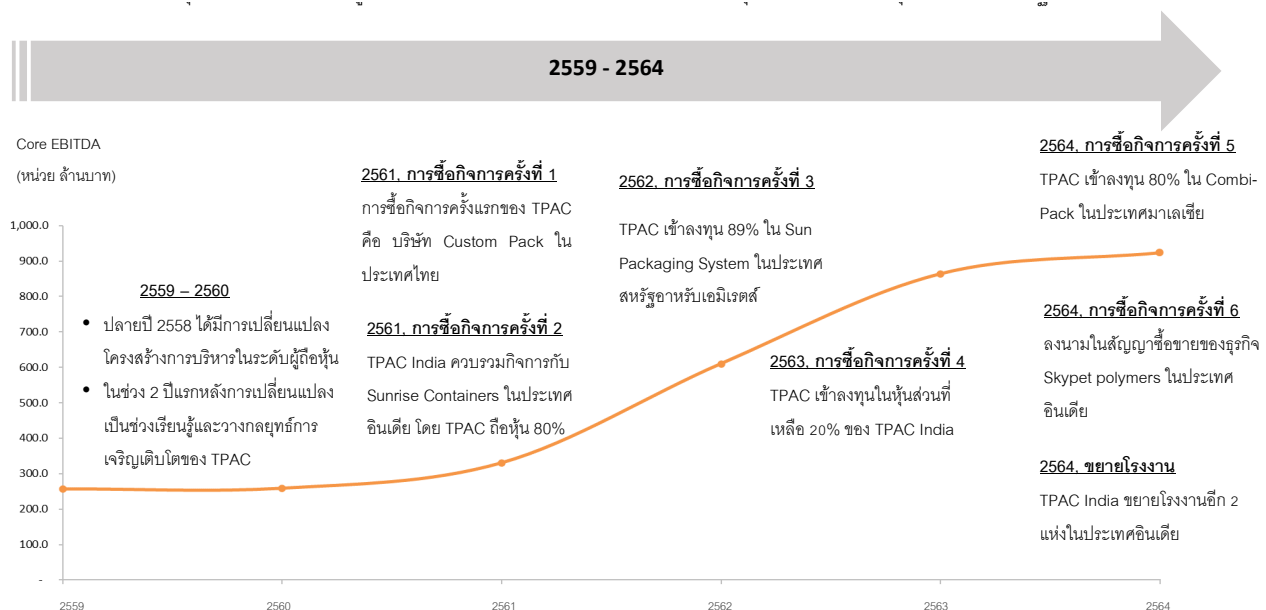 2559 - 2564
Core EBITDA
(หน่วย ล้านบาท)
1,000.0
900.0
800.0
700.0
600.0
500.0
400.0
300.0
200.0
100.0
-
2559 – 2560
• ปลายปี 2558 ได้มีการเปลี่ยนแปลง
โครงสร้างการบริหารในระดับผู้ถือหุ้น
• ในช่วง 2 ปีแรกหลังการเปลี่ยนแปลง
เป็นช่วงเรียนรู้และวางกลยุทธ์การ
เจริญเติบโตของ TPAC
2561, การซื้อกิจการครั้งที่ 1
การซื้อกิจการครั้งแรกของ TPAC
คือ บริษัท Custom Pack ใน
ประเทศไทย
2561, การซื้อกิจการครั้งที่ 2
TPAC India ควบรวมกิจการกับ
Sunrise Containers ในประเทศ
อินเดีย โดย TPAC ถือหุ้น 80%
2562, การซื้อกิจการครั้งที่ 3
TPAC เข้าลงทุน 89% ใน Sun
Packaging System ในประเทศ
สหรัฐอาหรับเอมิเรตส์
2563, การซื้อกิจการครั้งที่ 4
TPAC เข้าลงทุนในหุ้นส่วนที่
เหลือ 20% ของ TPAC India
2564, การซื้อกิจการครั้งที่ 5
TPAC เข้าลงทุน 80% ใน Combi-
Pack ในประเทศมาเลเซีย
2564, การซื้อกิจการครั้งที่ 6
ลงนามในสัญญาซื้อขายของธุรกิจ
Skypet polymers ในประเทศ
อินเดีย
2564, ขยายโรงงาน
TPAC India ขยายโรงงานอีก 2
แห่งในประเทศอินเดีย
2559
2560
2561
2562
2563
2564